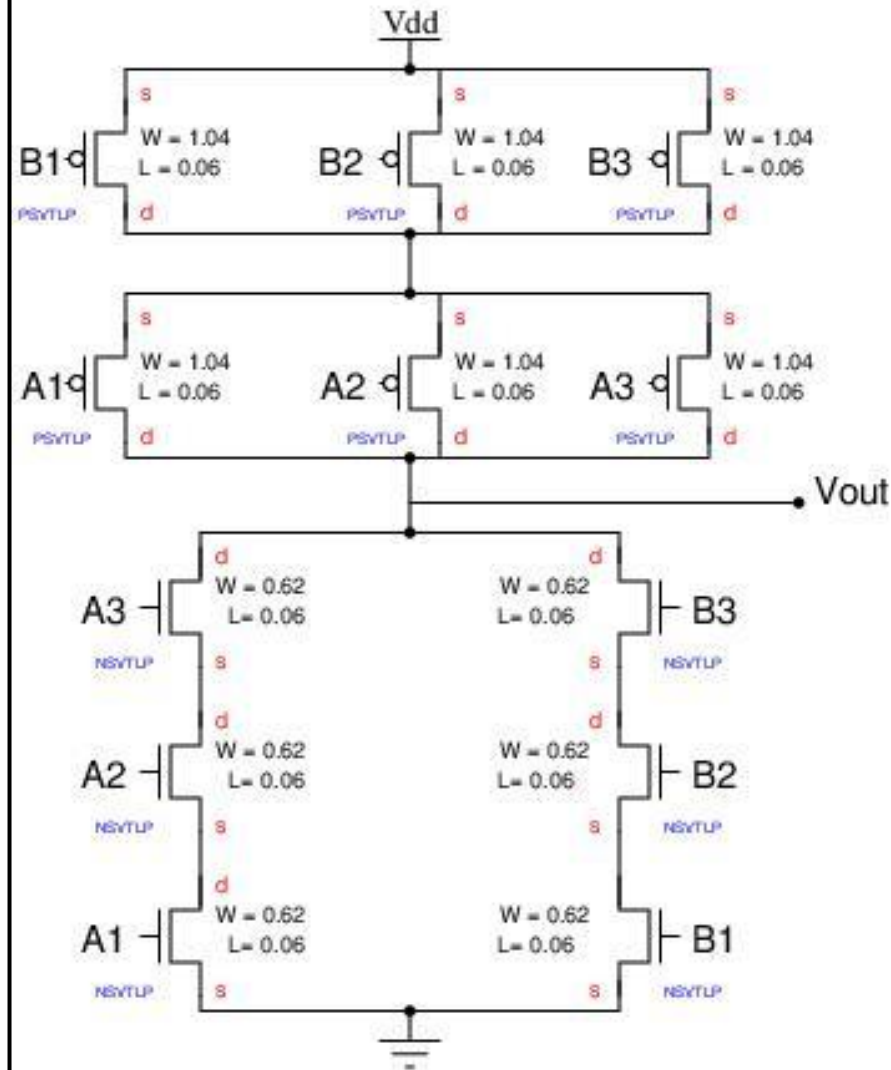 Vdd
s s s
B1 W = 1.04 L = 0.06 B2 W = 1.04 L = 0.06 B3 W = 1.04 L = 0.06
PSVTLP d PSVTLP d PSVTLP d
s s s
A1 W = 1.04 L = 0.06 A2 W = 1.04 L = 0.06 A3 W = 1.04 L = 0.06
PSVTLP d PSVTLP d PSVTLP d
Vout
d d
A3 W = 0.62 L= 0.06 W = 0.62 L= 0.06 B3
NSVTLP s s NSVTLP
d d
A2 W = 0.62 L= 0.06 W = 0.62 L= 0.06 B2
NSVTLP s s NSVTLP
d
A1 W = 0.62 L= 0.06 W = 0.62 L= 0.06 B1
NSVTLP s s NSVTLP